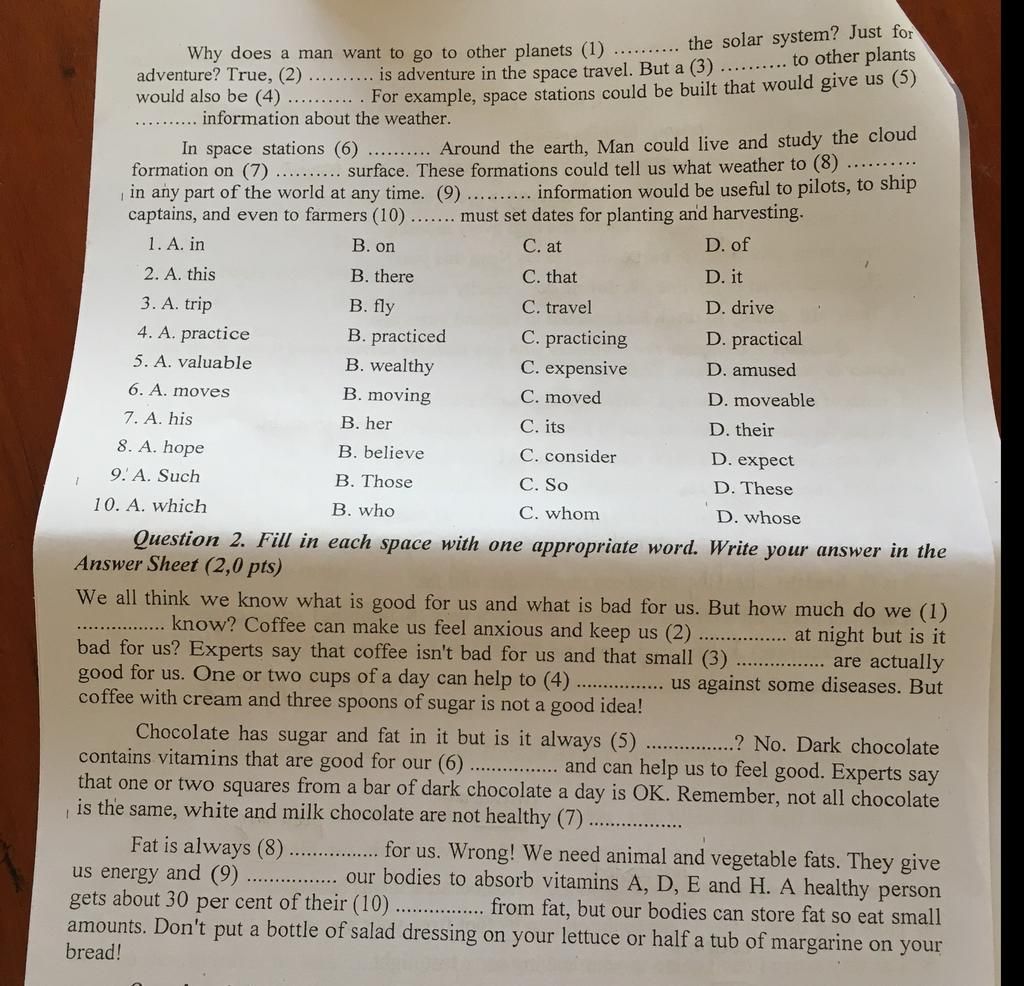 Why does a man want to go to other planets (1) .......... the solar system? Just for
adventure? True, (2) .......... is adventure in the space travel. But a (3) .......... to other plants
would also be (4) .......... . For example, space stations could be built that would give us (5)
.......... information about the weather.
In space stations (6) .......... Around the earth, Man could live and study the cloud
formation on (7) .......... surface. These formations could tell us what weather to (8) ..........
in any part of the world at any time. (9) .......... information would be useful to pilots, to ship
captains, and even to farmers (10) ....... must set dates for planting and harvesting.
1. A. in B. on C. at D. of
2. A. this B. there C. that D. it
3. A. trip B. fly C. travel D. drive
4. A. practice B. practiced C. practicing D. practical
5. A. valuable B. wealthy C. expensive D. amused
6. A. moves B. moving C. moved D. moveable
7. A. his B. her C. its D. their
8. A. hope B. believe C. consider D. expect
9. A. Such B. Those C. So D. These
10. A. which B. who C. whom D. whose
Question 2. Fill in each space with one appropriate word. Write your answer in the
Answer Sheet (2,0 pts)
We all think we know what is good for us and what is bad for us. But how much do we (1)
................ know? Coffee can make us feel anxious and keep us (2) ................ at night but is it
bad for us? Experts say that coffee isn't bad for us and that small (3) ................ are actually
good for us. One or two cups of a day can help to (4) ................ us against some diseases. But
coffee with cream and three spoons of sugar is not a good idea!
Chocolate has sugar and fat in it but is it always (5) ................? No. Dark chocolate
contains vitamins that are good for our (6) ................ and can help us to feel good. Experts say
that one or two squares from a bar of dark chocolate a day is OK. Remember, not all chocolate
is the same, white and milk chocolate are not healthy (7) .................
Fat is always (8) ................ for us. Wrong! We need animal and vegetable fats. They give
us energy and (9) ................ our bodies to absorb vitamins A, D, E and H. A healthy person
gets about 30 per cent of their (10) ................ from fat, but our bodies can store fat so eat small
amounts. Don't put a bottle of salad dressing on your lettuce or half a tub of margarine on your
bread!